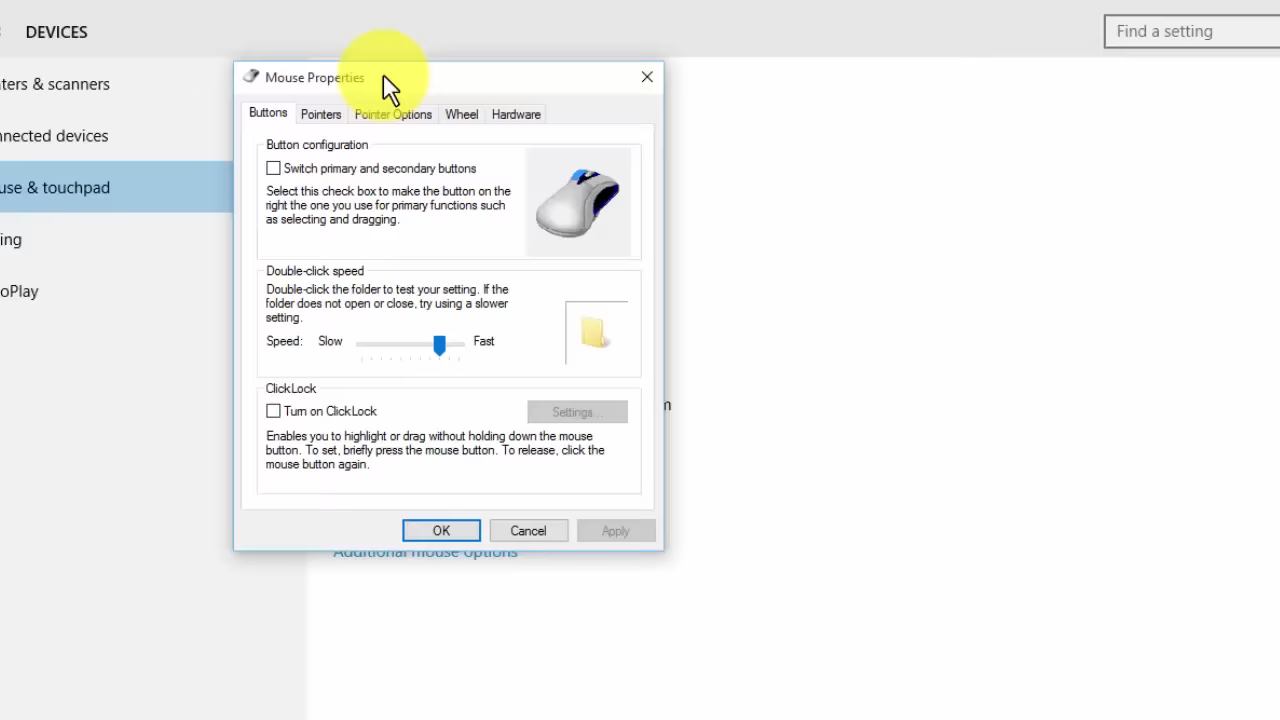 DEVICES
Find a setting
ters & scanners
nnected devices
use & touchpad
ing
oPlay
Mouse Properties
Buttons Pointers Pointer Options Wheel Hardware
Button configuration
Switch primary and secondary buttons
Select this check box to make the button on the
right the one you use for primary functions such
as selecting and dragging.
Double-click speed
Double-click the folder to test your setting. If the
folder does not open or close, try using a slower
setting.
Speed: Slow Fast
ClickLock
Turn on ClickLock Settings...
m
Enables you to highlight or drag without holding down the mouse
button. To set, briefly press the mouse button. To release, click the
mouse button again.
OK Cancel Apply
Additional mouse options